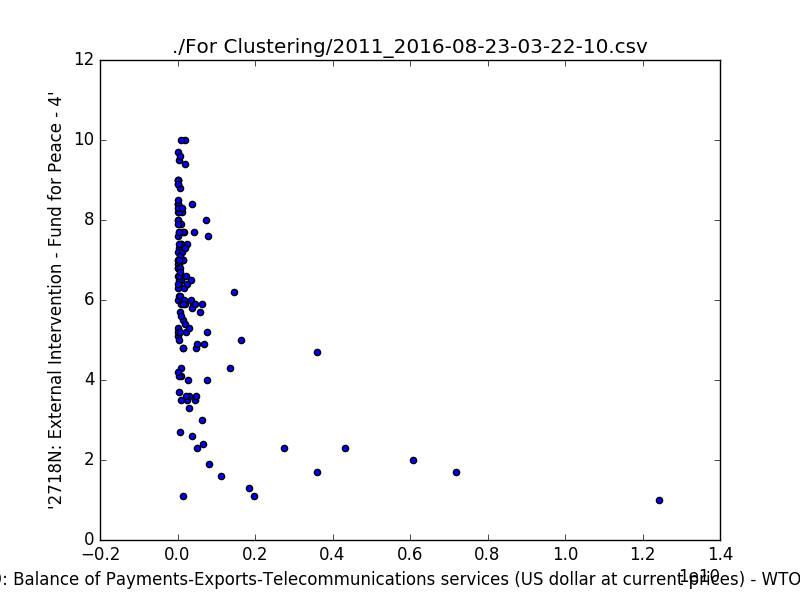 ./For Clustering/2011_2016-08-23-03-22-10.csv
'2718N: External Intervention - Fund for Peace - 4'
12
10
8
6
4
2
0
−0.2 0.0 0.2 0.4 0.6 0.8 1.0 1.2 1.4
1e10
: Balance of Payments-Exports-Telecommunications services (US dollar at current prices) - WTO